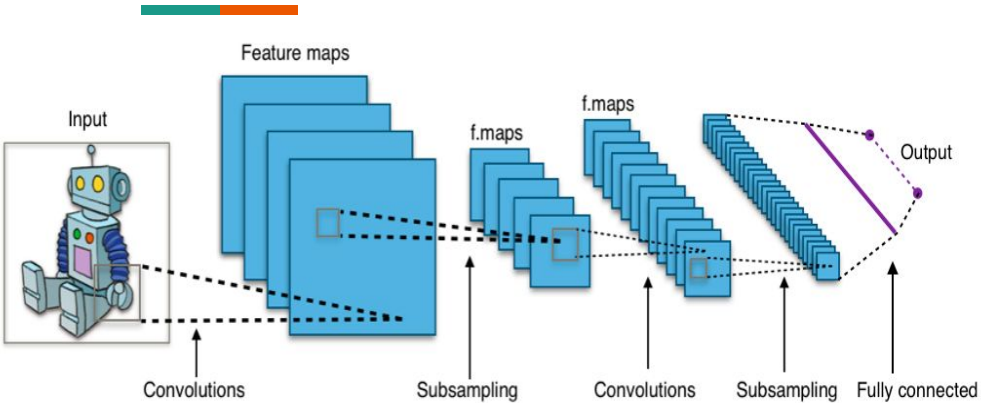 Feature maps
f.maps
Input
f.maps
Output
Convolutions
Subsampling
Convolutions
Subsampling
Fully connected